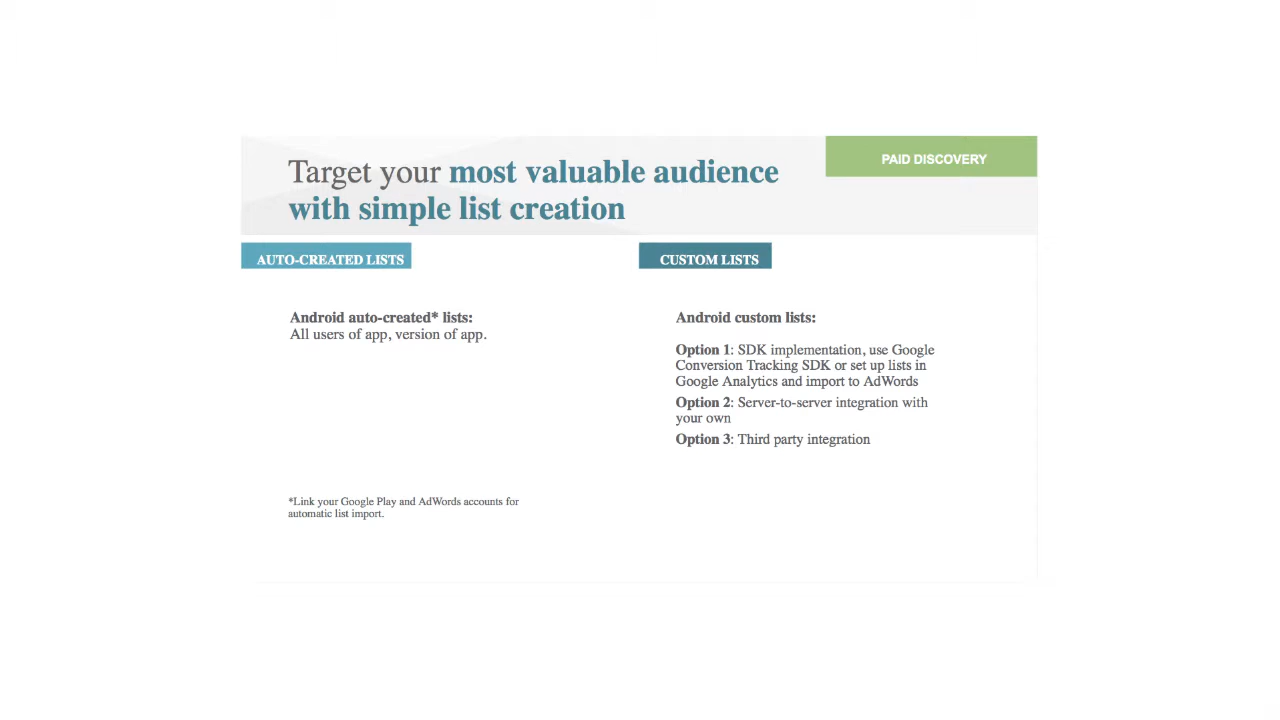 PAID DISCOVERY
Target your most valuable audience
with simple list creation
AUTO-CREATED LISTS
Android auto-created* lists:
All users of app, version of app.
*Link your Google Play and AdWords accounts for
automatic list import.
CUSTOM LISTS
Android custom lists:
Option 1: SDK implementation, use Google
Conversion Tracking SDK or set up lists in
Google Analytics and import to AdWords
Option 2: Server-to-server integration with
your own
Option 3: Third party integration